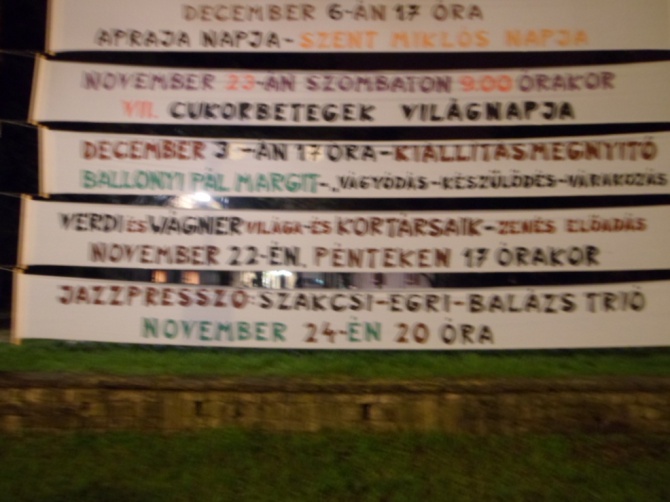 DECEMBER 6-ÁN 17 ÓRA
APRAJA NAPJA - SZENT MIKLÓS NAPJA
NOVEMBER 23-ÁN SZOMBATON 9.00 ÓRAKOR
VII. CUKORBETEGEK VILÁGNAPJA
DECEMBER 3 -ÁN 17 ÓRA - KIÁLLÍTÁSMEGNYITÓ
BALLONYI PÁL MARGIT - „VÁGYÓDÁS-KÉSZÜLŐDÉS-VÁRAKOZÁS
VERDI ÉS WAGNER VILÁGA-ÉS KORTÁRSAIK - ZENÉS ELŐADÁS
NOVEMBER 22-ÉN, PÉNTEKEN 17 ÓRAKOR
JAZZPRESSZÓ: SZAKCSI-EGRI-BALÁZS TRIÓ
NOVEMBER 24-ÉN 20 ÓRA